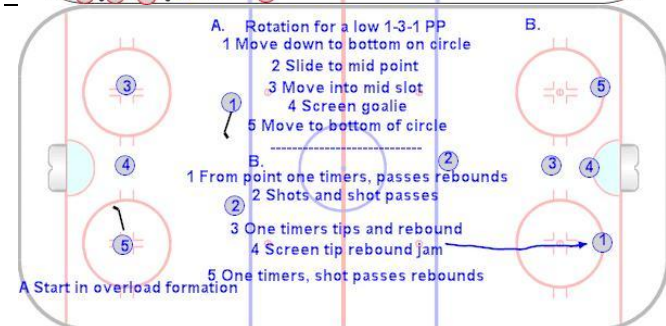 A. Rotation for a low 1-3-1 PP
B.
1 Move down to bottom on circle
2 Slide to mid point
3 Move into mid slot
4 Screen goalie
5 Move to bottom of circle
---------------------------
B.
1 From point one timers, passes rebounds
2 Shots and shot passes
3 One timers tips and rebound
4 Screen tip rebound jam
5 One timers, shot passes rebounds
A Start in overload formation
3
1
4
2
5
5
2
3
4
1